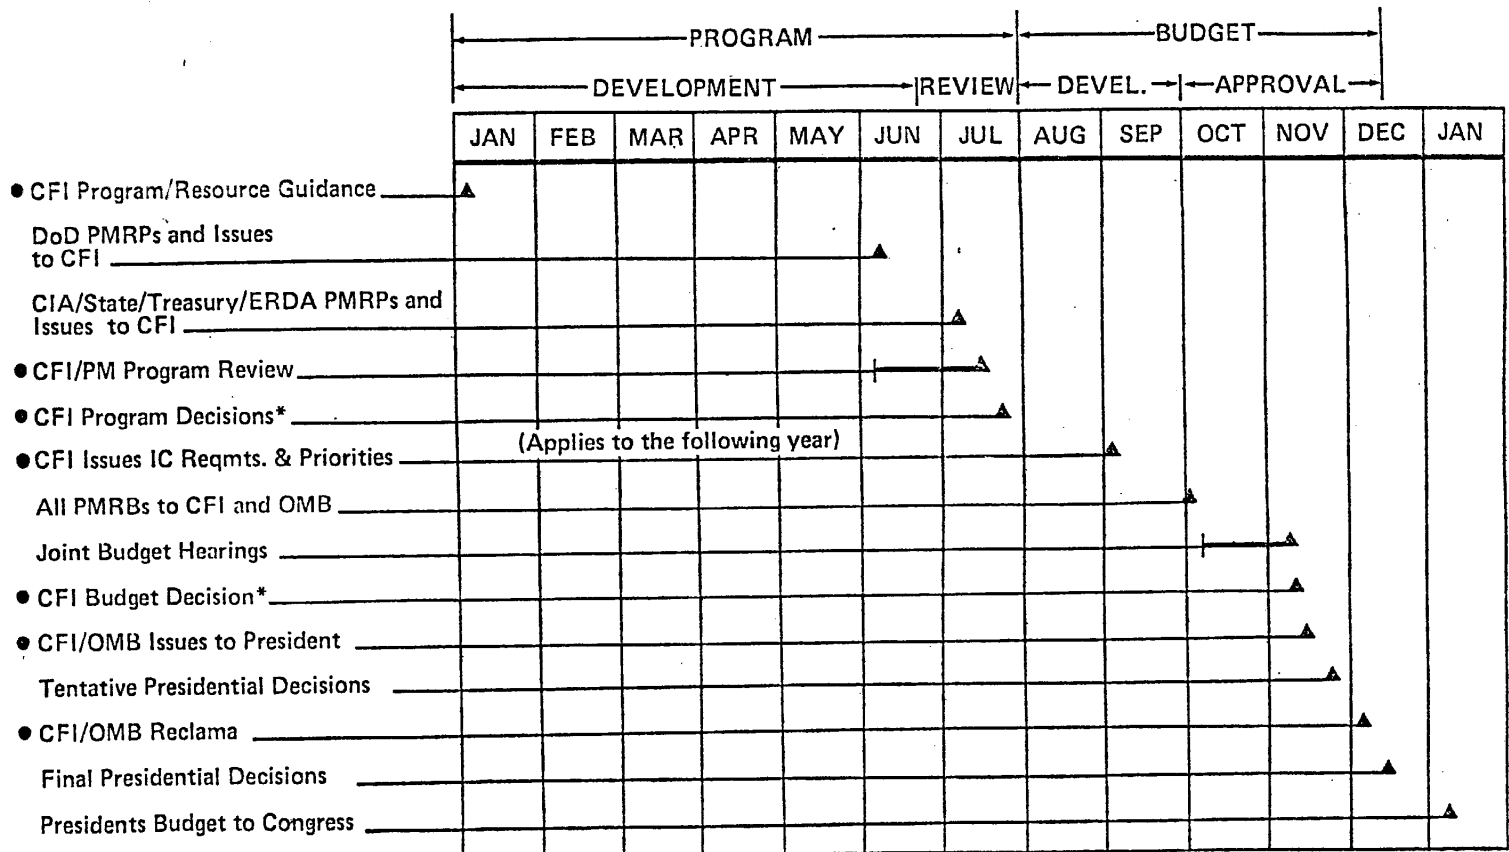 PROGRAM BUDGET
DEVELOPMENT REVIEW DEVEL. APPROVAL
JAN FEB MAR APR MAY JUN JUL AUG SEP OCT NOV DEC JAN
● CFI Program/Resource Guidance
DoD PMRPs and Issues
to CFI
CIA/State/Treasury/ERDA PMRPs and
Issues to CFI
● CFI/PM Program Review
● CFI Program Decisions*
(Applies to the following year)
● CFI Issues IC Reqmts. & Priorities
All PMRBs to CFI and OMB
Joint Budget Hearings
● CFI Budget Decision*
● CFI/OMB Issues to President
Tentative Presidential Decisions
● CFI/OMB Reclama
Final Presidential Decisions
Presidents Budget to Congress